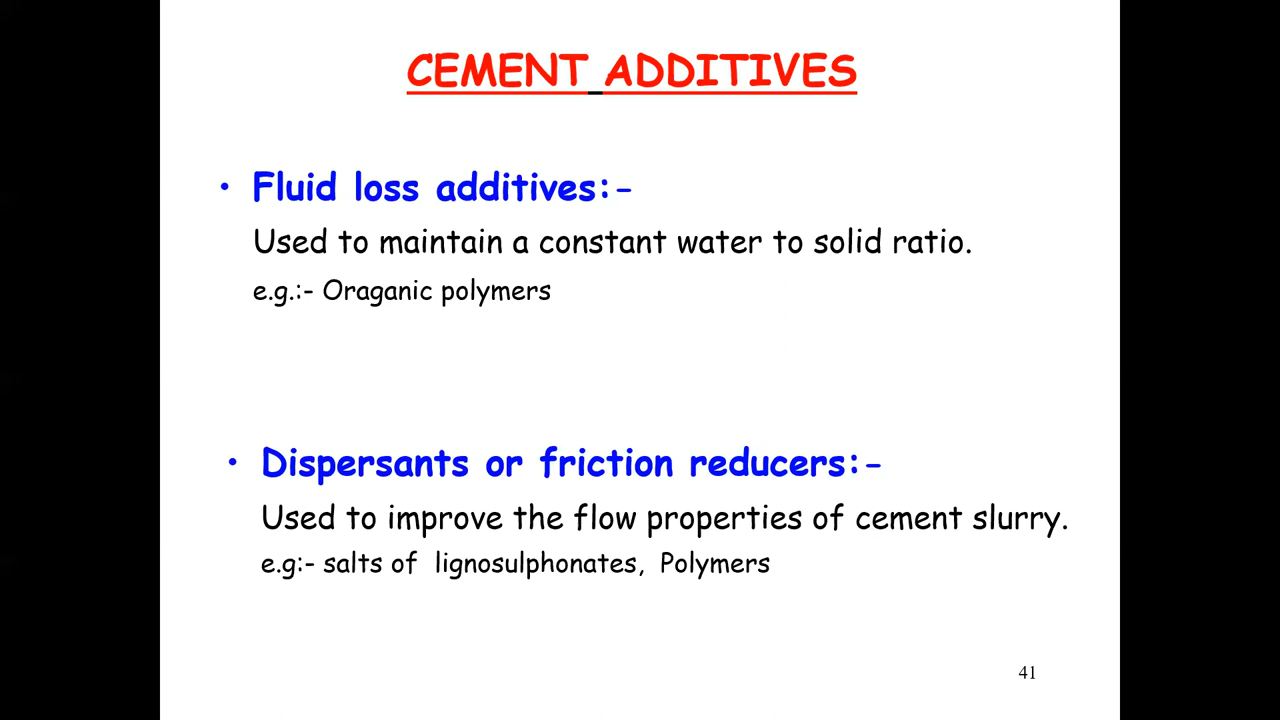 CEMENT ADDITIVES
• Fluid loss additives:-
Used to maintain a constant water to solid ratio.
e.g.:- Oraganic polymers
• Dispersants or friction reducers:-
Used to improve the flow properties of cement slurry.
e.g:- salts of lignosulphonates, Polymers
41